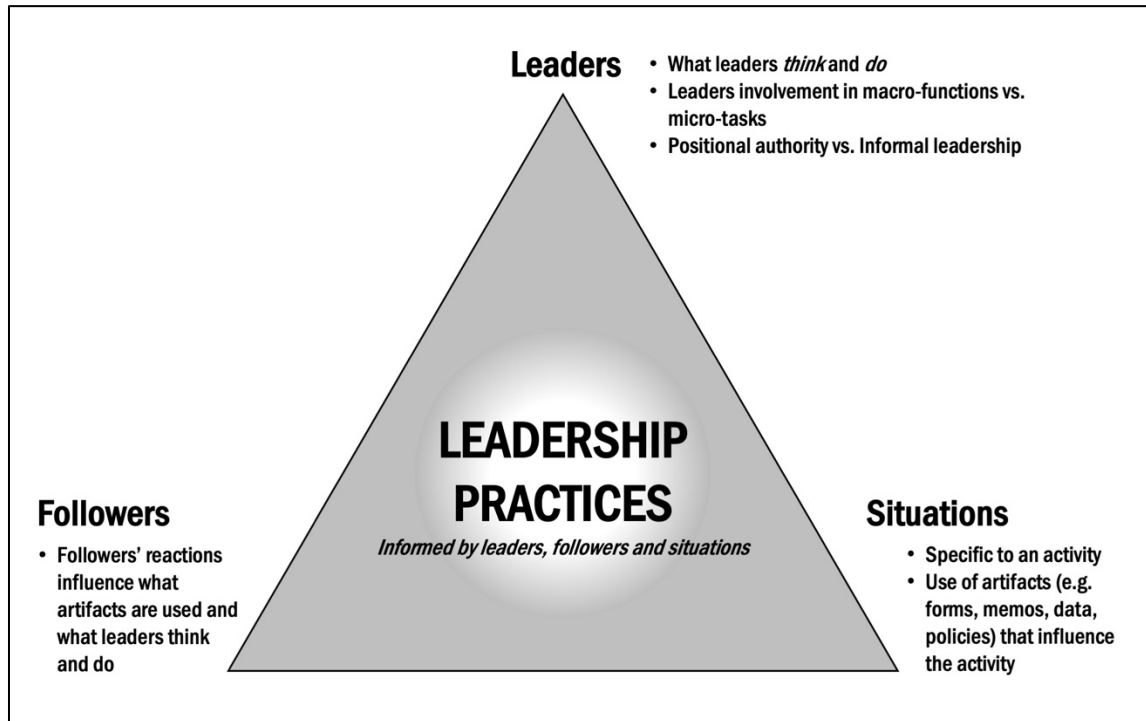 Leaders
• What leaders think and do
• Leaders involvement in macro-functions vs.
micro-tasks
• Positional authority vs. Informal leadership
LEADERSHIP
PRACTICES
Informed by leaders, followers and situations
Followers
• Followers' reactions
influence what
artifacts are used and
what leaders think
and do
Situations
• Specific to an activity
• Use of artifacts (e.g.
forms, memos, data,
policies) that influence
the activity